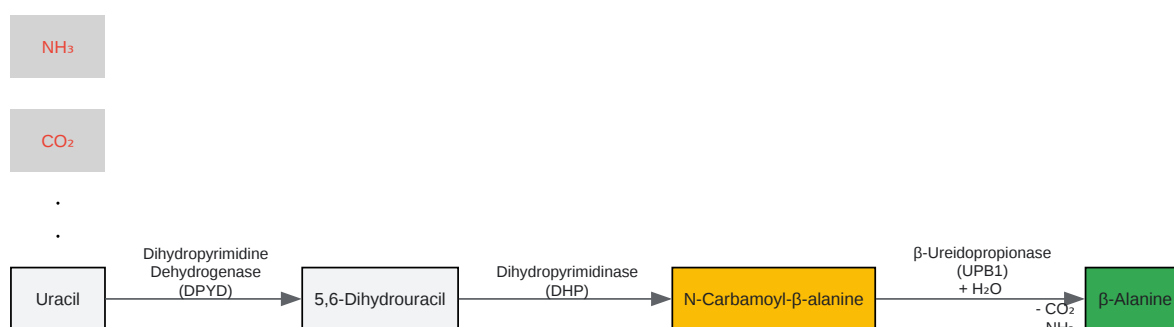 NH₃
CO₂
Uracil
Dihydropyrimidine
Dehydrogenase
(DPYD)
5,6-Dihydrouracil
Dihydropyrimidinase
(DHP)
N-Carbamoyl-β-alanine
β-Ureidopropionase
(UPB1)
+ H₂O
- CO₂
β-Alanine